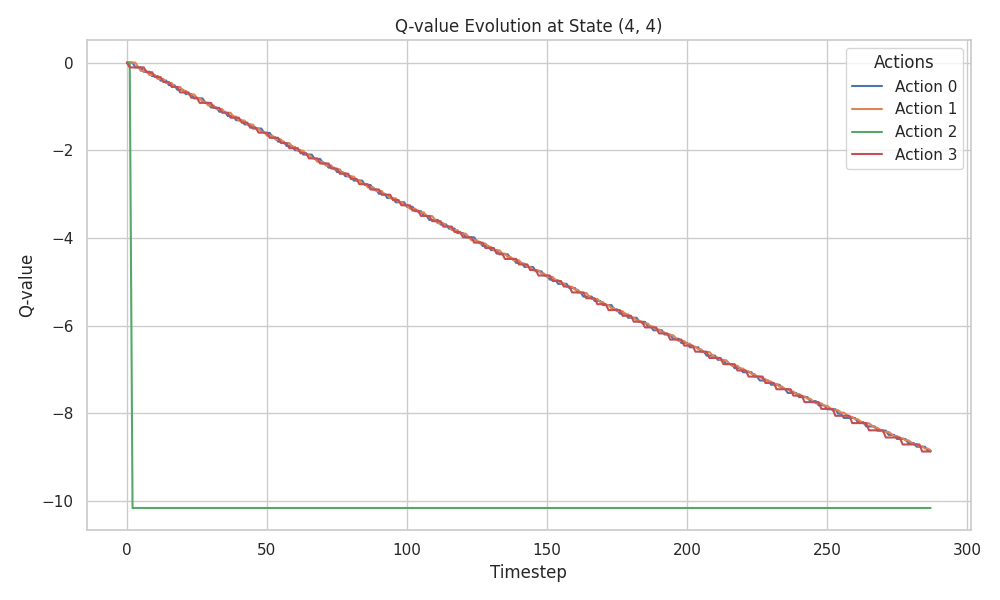 Q-value Evolution at State (4, 4)
Actions
Action 0
Action 1
Action 2
Action 3
Q-value
0
−2
−4
−6
−8
−10
0 50 100 150 200 250 300
Timestep